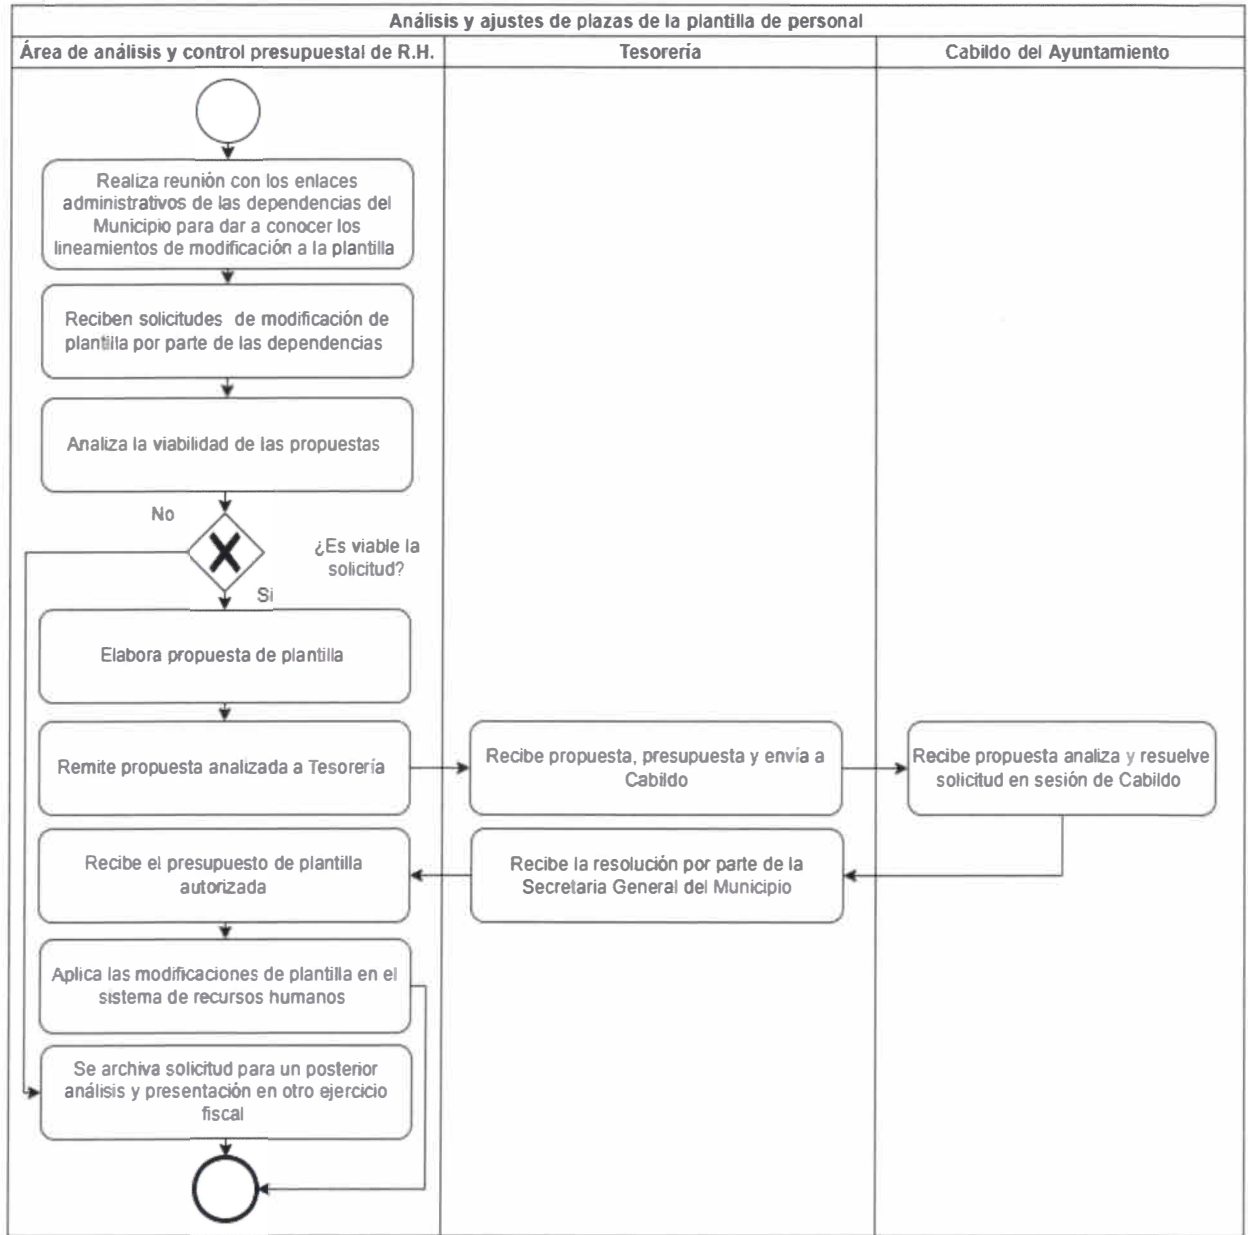 Análisis y ajustes de plazas de la plantilla de personal
Área de análisis y control presupuestal de R.H.
Tesorería
Cabildo del Ayuntamiento
Realiza reunión con los enlaces
administrativos de las dependencias del
Municipio para dar a conocer los
lineamientos de modificación a la plantilla
Reciben solicitudes de modificación de
plantilla por parte de las dependencias
Analiza la viabilidad de las propuestas
No
¿Es viable la
solicitud?
Si
Elabora propuesta de plantilla
Remite propuesta analizada a Tesorería
Recibe propuesta, presupuesta y envía a
Cabildo
Recibe propuesta analiza y resuelve
solicitud en sesión de Cabildo
Recibe el presupuesto de plantilla
autorizada
Recibe la resolución por parte de la
Secretaria General del Municipio
Aplica las modificaciones de plantilla en el
sistema de recursos humanos
Se archiva solicitud para un posterior
análisis y presentación en otro ejercicio
fiscal